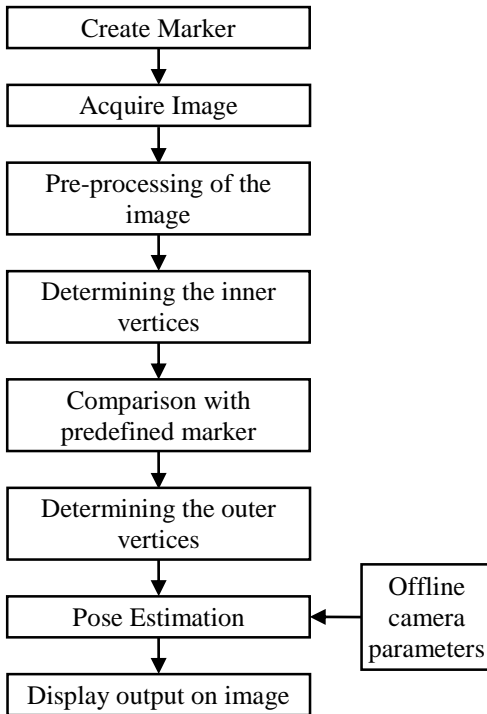 Create Marker
Acquire Image
Pre-processing of the
image
Determining the inner
vertices
Comparison with
predefined marker
Determining the outer
vertices
Pose Estimation
Offline
camera
parameters
Display output on image